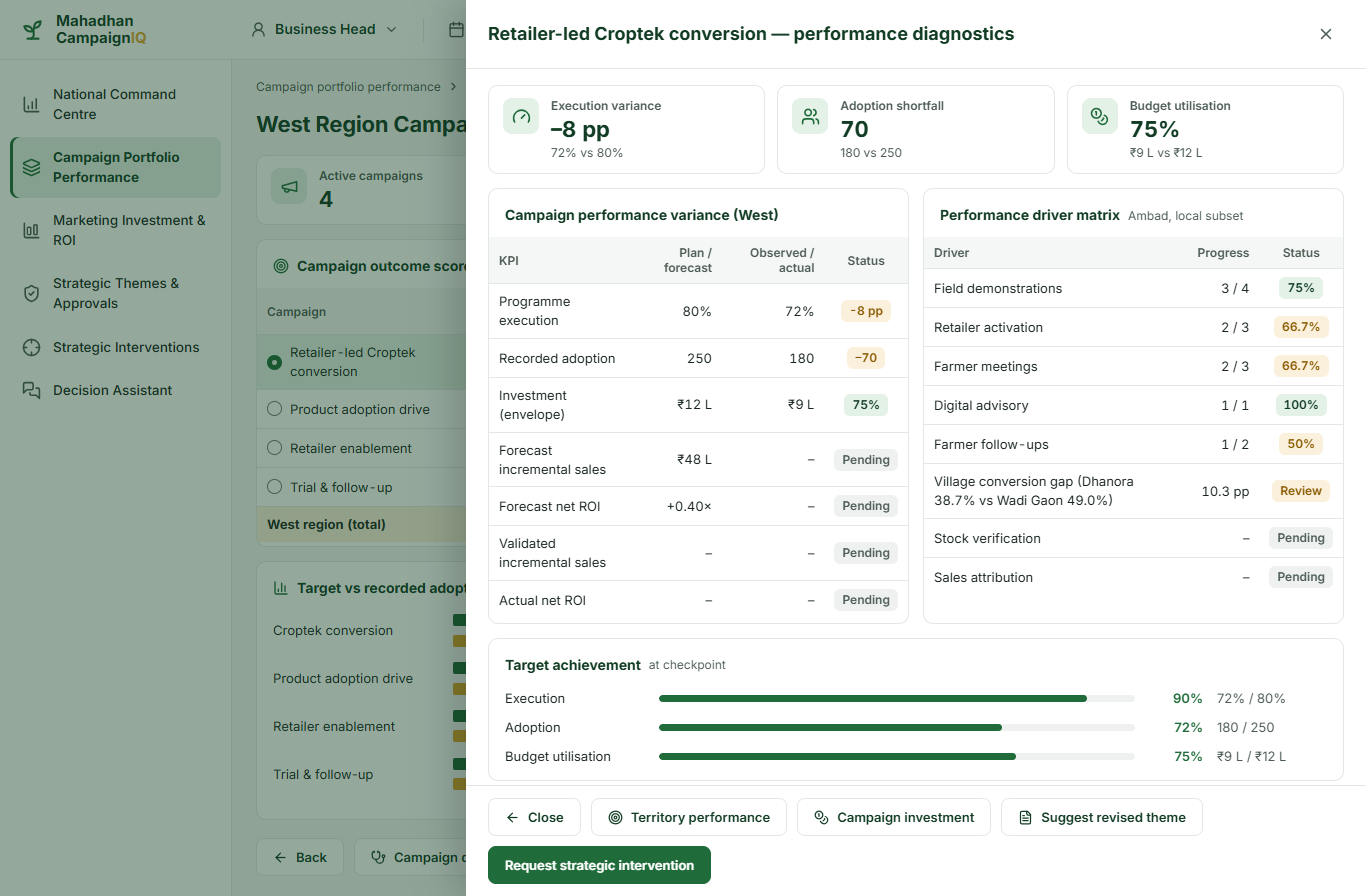 Mahadhan
CampaignIQ
Business Head
National Command
Centre
Campaign Portfolio
Performance
Marketing Investment &
ROI
Strategic Themes &
Approvals
Strategic Interventions
Decision Assistant
Campaign portfolio performance
West Region Campa
Active campaigns
4
Campaign outcome score
Campaign
Retailer-led Croptek
conversion
Product adoption drive
Retailer enablement
Trial & follow-up
West region (total)
Target vs recorded adopt
Croptek conversion
Product adoption drive
Retailer enablement
Trial & follow-up
Back
Campaign d
Retailer-led Croptek conversion — performance diagnostics
Execution variance
–8 pp
72% vs 80%
Adoption shortfall
70
180 vs 250
Budget utilisation
75%
₹9 L vs ₹12 L
Campaign performance variance (West)
KPI Plan / forecast Observed / actual Status
Programme execution 80% 72% -8 pp
Recorded adoption 250 180 –70
Investment (envelope) ₹12 L ₹9 L 75%
Forecast incremental sales ₹48 L – Pending
Forecast net ROI +0.40× – Pending
Validated incremental sales – – Pending
Actual net ROI – – Pending
Performance driver matrix Ambad, local subset
Driver Progress Status
Field demonstrations 3 / 4 75%
Retailer activation 2 / 3 66.7%
Farmer meetings 2 / 3 66.7%
Digital advisory 1 / 1 100%
Farmer follow-ups 1 / 2 50%
Village conversion gap (Dhanora 38.7% vs Wadi Gaon 49.0%) 10.3 pp Review
Stock verification – Pending
Sales attribution – Pending
Target achievement at checkpoint
Execution 90% 72% / 80%
Adoption 72% 180 / 250
Budget utilisation 75% ₹9 L / ₹12 L
Close
Territory performance
Campaign investment
Suggest revised theme
Request strategic intervention